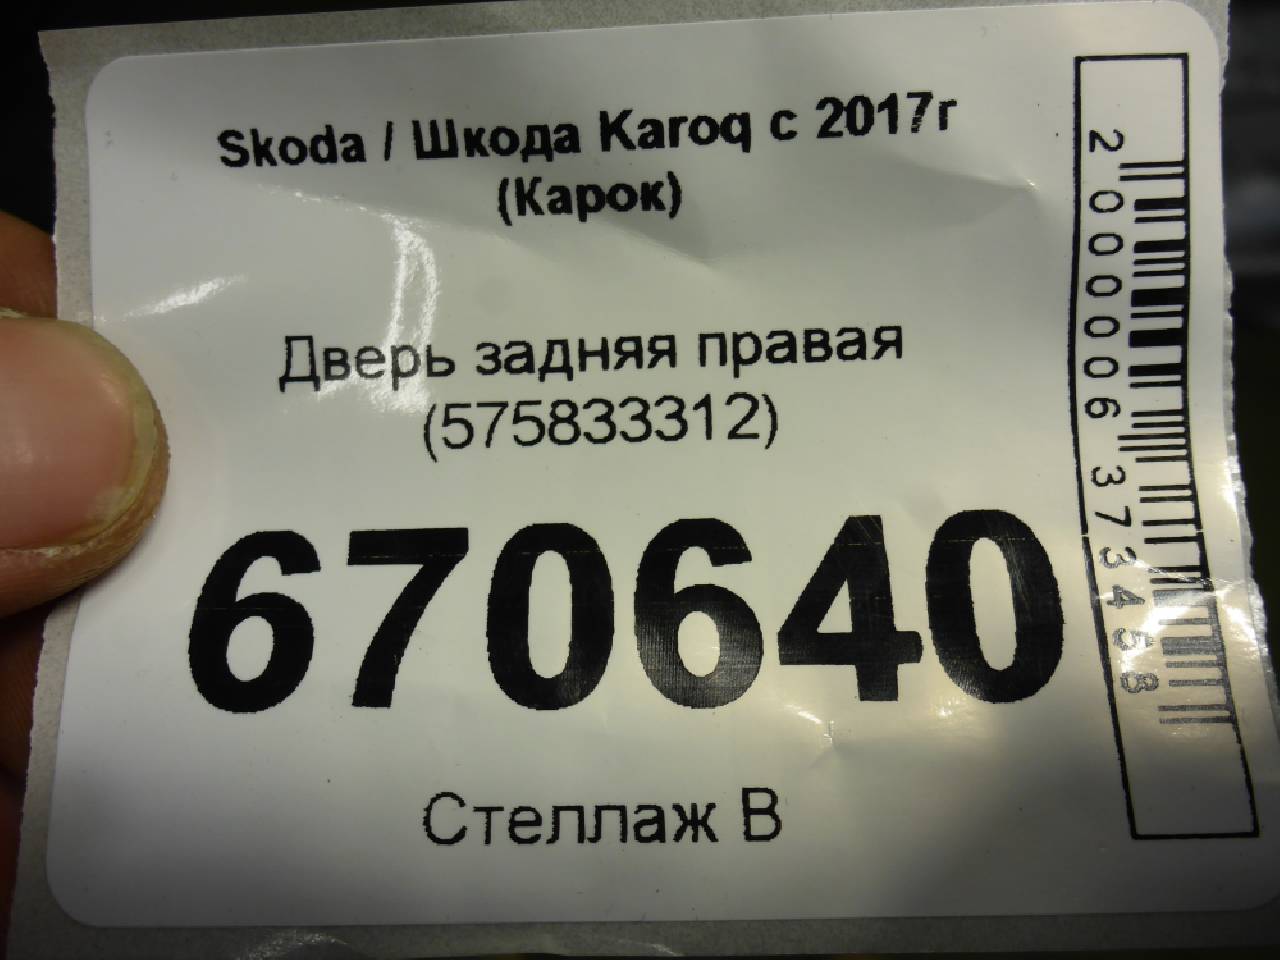 Skoda / Шкода Karoq с 2017г
(Карок)
Дверь задняя правая
(575833312)
670640
Стеллаж В
2000006373458